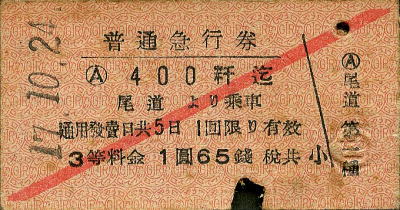 17.10.24
普通急行券
Ⓐ 400粁迄
尾道より乗車
通用發賣日共5日 1回限り有效
3等料金 1圓65錢 税共
小
Ⓐ 尾道